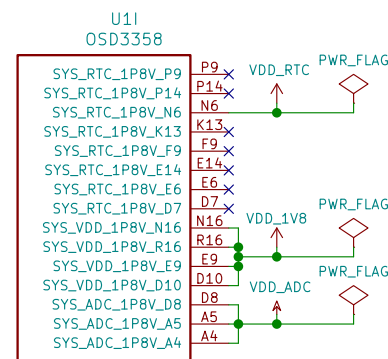 U1I
OSD3358
SYS_RTC_1P8V_P9 P9
SYS_RTC_1P8V_P14 P14
SYS_RTC_1P8V_N6 N6
SYS_RTC_1P8V_K13 K13
SYS_RTC_1P8V_F9 F9
SYS_RTC_1P8V_E14 E14
SYS_RTC_1P8V_E6 E6
SYS_RTC_1P8V_D7 D7
SYS_VDD_1P8V_N16 N16
SYS_VDD_1P8V_R16 R16
SYS_VDD_1P8V_E9 E9
SYS_VDD_1P8V_D10 D10
SYS_ADC_1P8V_D8 D8
SYS_ADC_1P8V_A5 A5
SYS_ADC_1P8V_A4 A4
VDD_RTC
PWR_FLAG
VDD_1V8
PWR_FLAG
VDD_ADC
PWR_FLAG